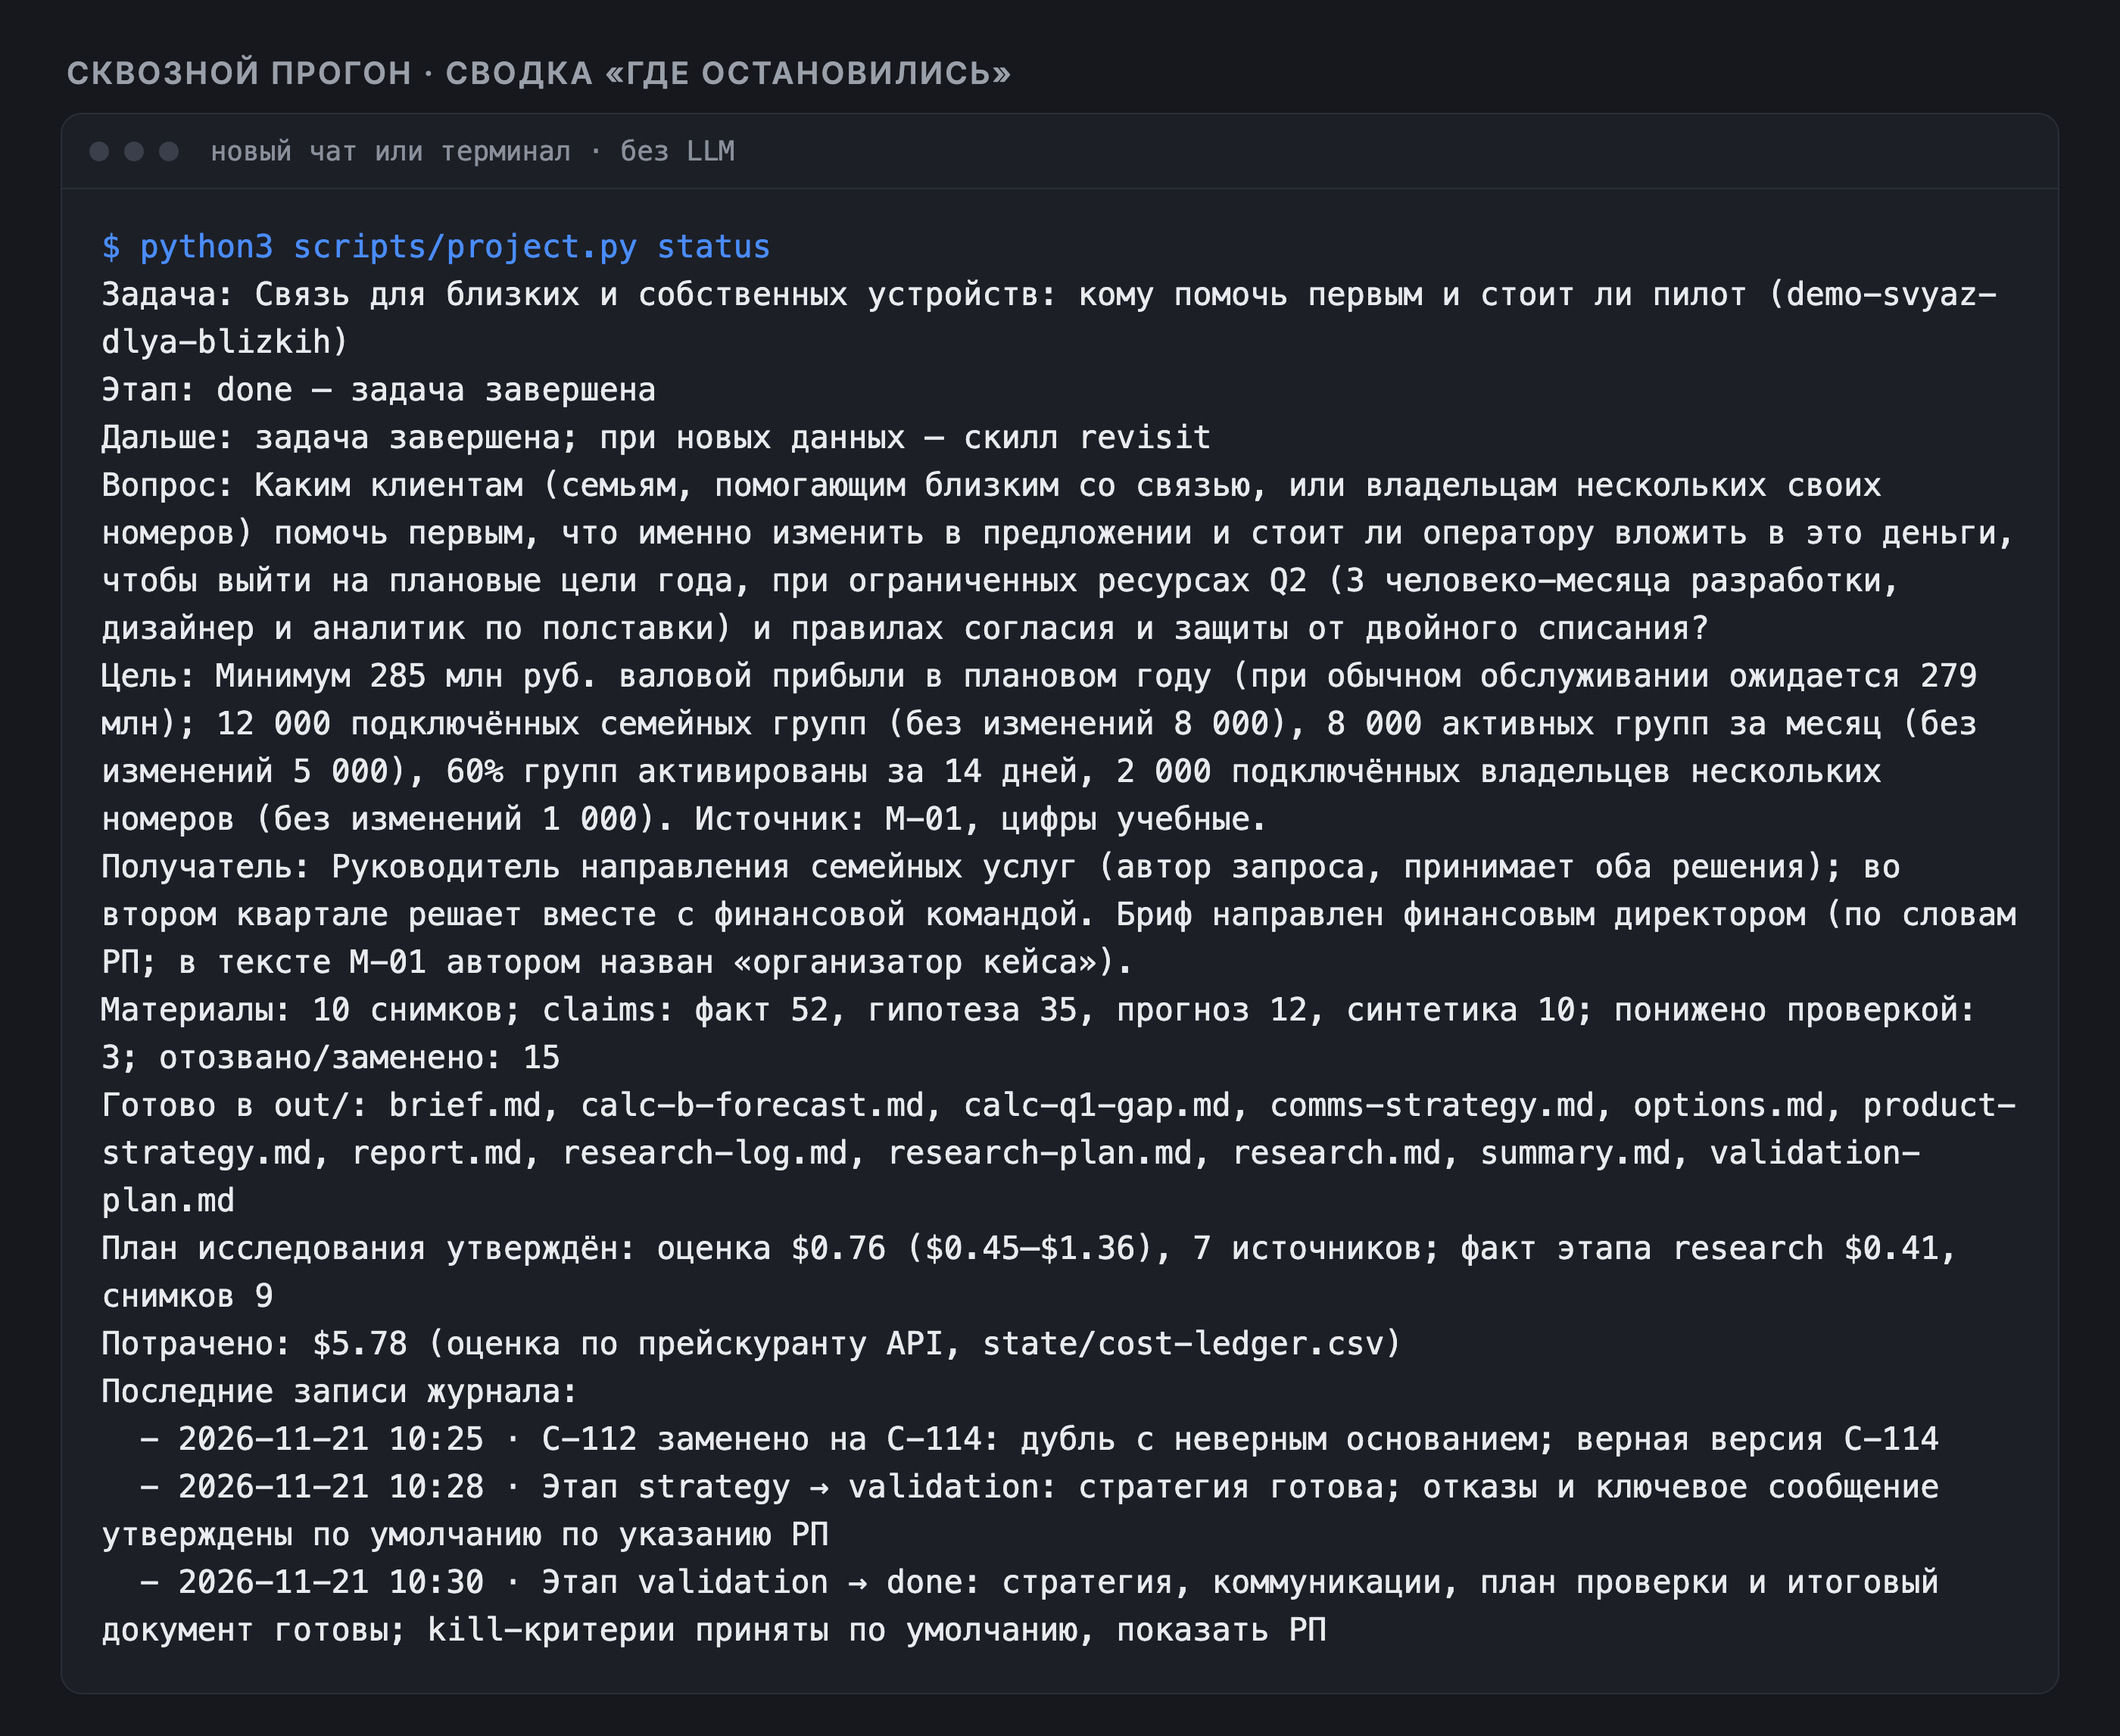 СКВОЗНОЙ ПРОГОН · СВОДКА «ГДЕ ОСТАНОВИЛИСЬ»
новый чат или терминал · без LLM
$ python3 scripts/project.py status
Задача: Связь для близких и собственных устройств: кому помочь первым и стоит ли пилот (demo-svyaz-
dlya-blizkih)
Этап: done — задача завершена
Дальше: задача завершена; при новых данных — скилл revisit
Вопрос: Каким клиентам (семьям, помогающим близким со связью, или владельцам нескольких своих
номеров) помочь первым, что именно изменить в предложении и стоит ли оператору вложить в это деньги,
чтобы выйти на плановые цели года, при ограниченных ресурсах Q2 (3 человеко-месяца разработки,
дизайнер и аналитик по полставки) и правилах согласия и защиты от двойного списания?
Цель: Минимум 285 млн руб. валовой прибыли в плановом году (при обычном обслуживании ожидается 279
млн); 12 000 подключённых семейных групп (без изменений 8 000), 8 000 активных групп за месяц (без
изменений 5 000), 60% групп активированы за 14 дней, 2 000 подключённых владельцев нескольких
номеров (без изменений 1 000). Источник: M-01, цифры учебные.
Получатель: Руководитель направления семейных услуг (автор запроса, принимает оба решения); во
втором квартале решает вместе с финансовой командой. Бриф направлен финансовым директором (по словам
РП; в тексте M-01 автором назван «организатор кейса»).
Материалы: 10 снимков; claims: факт 52, гипотеза 35, прогноз 12, синтетика 10; понижено проверкой:
3; отозвано/заменено: 15
Готово в out/: brief.md, calc-b-forecast.md, calc-q1-gap.md, comms-strategy.md, options.md, product-
strategy.md, report.md, research-log.md, research-plan.md, research.md, summary.md, validation-
plan.md
План исследования утверждён: оценка $0.76 ($0.45—$1.36), 7 источников; факт этапа research $0.41,
снимков 9
Потрачено: $5.78 (оценка по прейскуранту API, state/cost-ledger.csv)
Последние записи журнала:
- 2026-11-21 10:25 · C-112 заменено на C-114: дубль с неверным основанием; верная версия C-114
- 2026-11-21 10:28 · Этап strategy → validation: стратегия готова; отказы и ключевое сообщение
утверждены по умолчанию по указанию РП
- 2026-11-21 10:30 · Этап validation → done: стратегия, коммуникации, план проверки и итоговый
документ готовы; kill-критерии приняты по умолчанию, показать РП